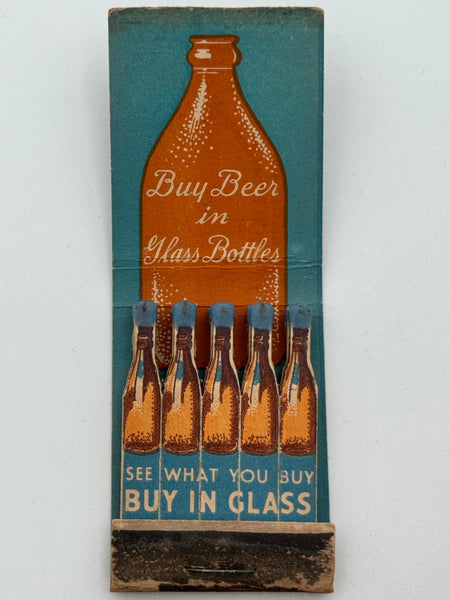 Buy Beer
in
Glass Bottles
SEE WHAT YOU BUY
BUY IN GLASS